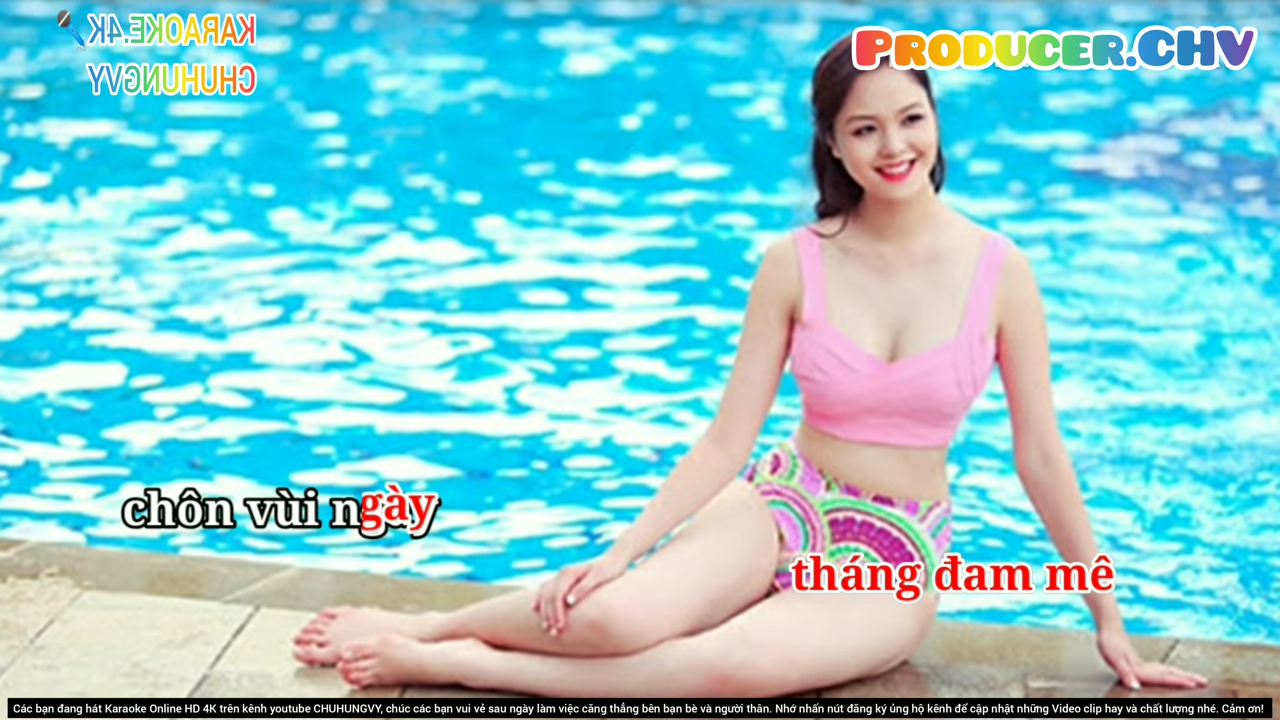 KARAOKE.4K
CHUHUNGVY
PRODUCER.CHV
chôn vùi ngày
tháng đam mê
Các bạn đang hát Karaoke Online HD 4K trên kênh youtube CHUHUNGVY, chúc các bạn vui vẻ sau ngày làm việc căng thẳng bên bạn bè và người thân. Nhớ nhấn nút đăng ký ủng hộ kênh để cập nhật những Video clip hay và chất lượng nhé. Cảm ơn!